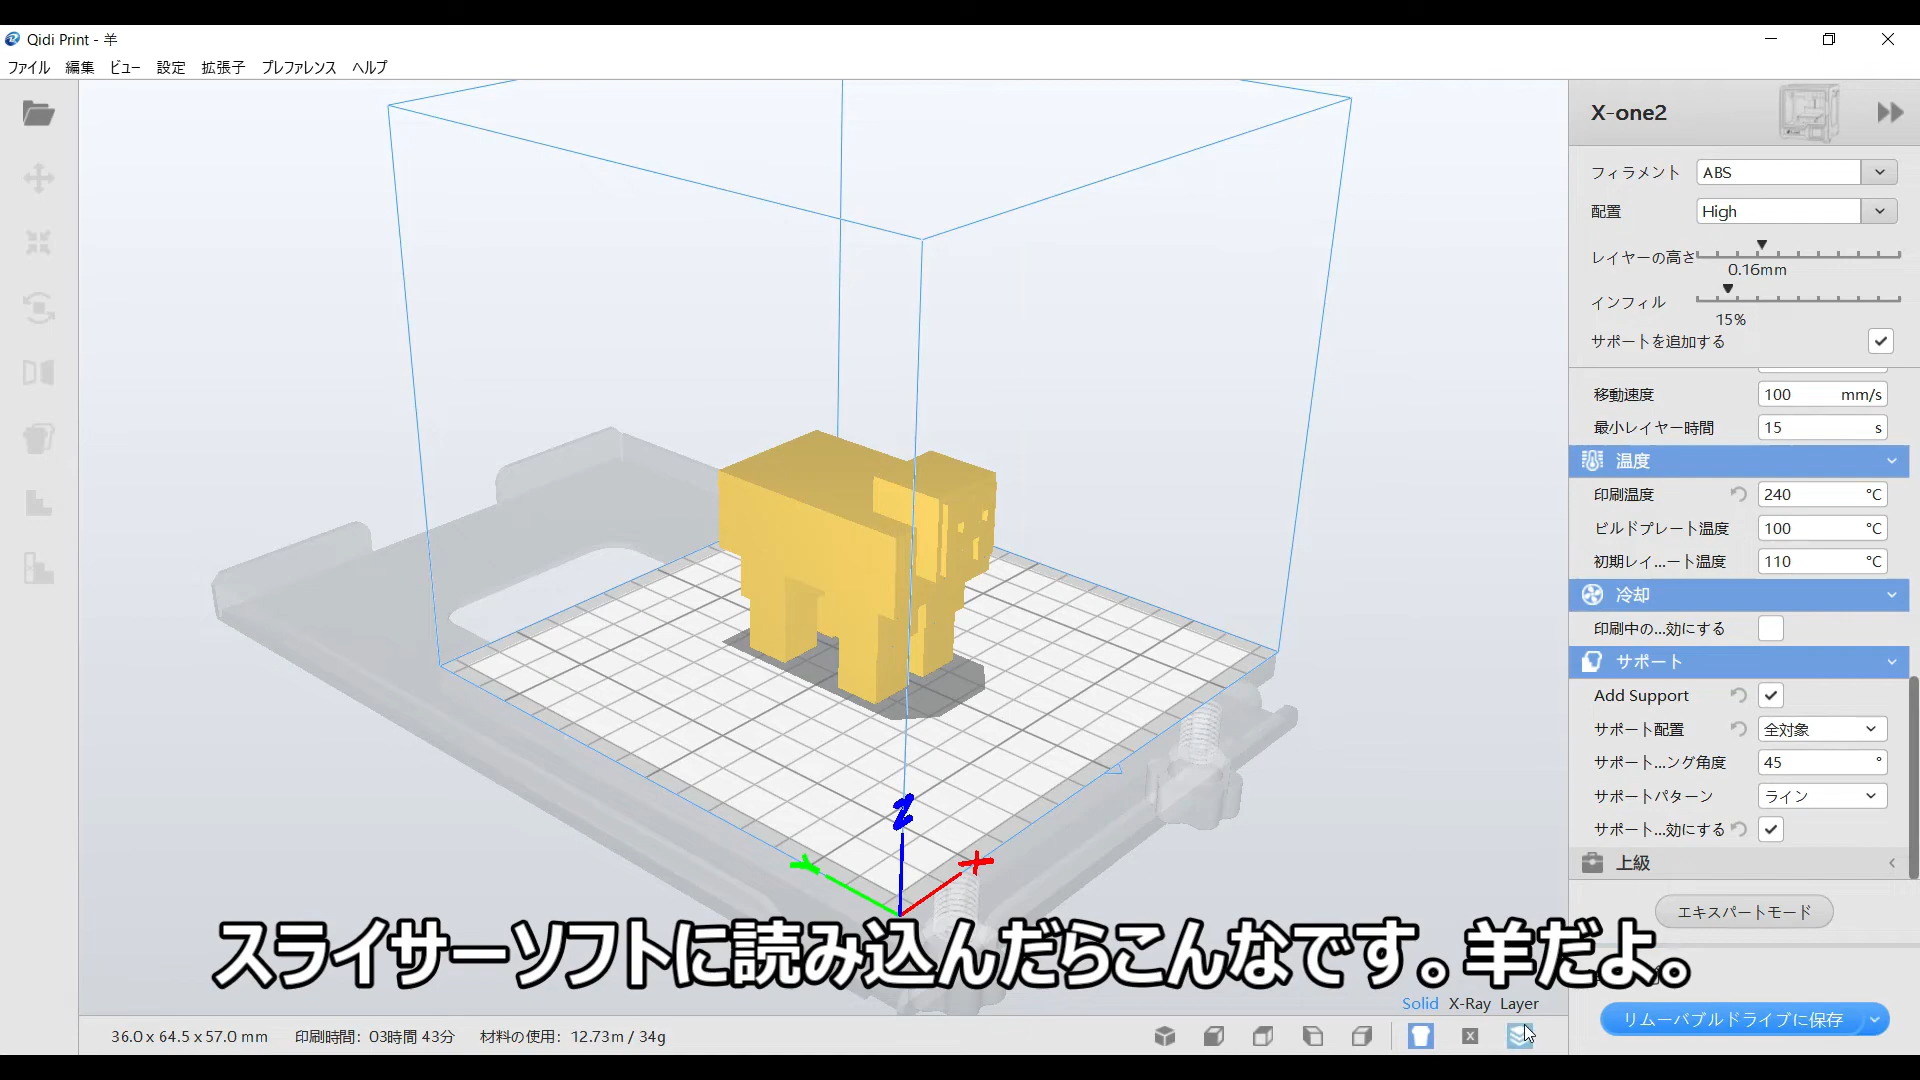 Qidi Print - 羊
ファイル 編集 ビュー 設定 拡張子 プレファレンス ヘルプ
X-one2
フィラメント ABS
配置 High
レイヤーの高さ
0.16mm
インフィル
15%
サポートを追加する
移動速度 100 mm/s
最小レイヤー時間 15 s
温度
印刷温度 240 °C
ビルドプレート温度 100 °C
初期レイ...ート温度 110 °C
冷却
印刷中の...効にする
サポート
Add Support
サポート配置 全対象
サポート...ング角度 45 °
サポートパターン ライン
サポート...効にする
上級
エキスパートモード
Z
Y
X
スライサーソフトに読み込んだらこんなです。羊だよ。
Solid X-Ray Layer
リムーバブルドライブに保存
36.0 x 64.5 x 57.0 mm 印刷時間: 03時間 43分 材料の使用: 12.73m / 34g